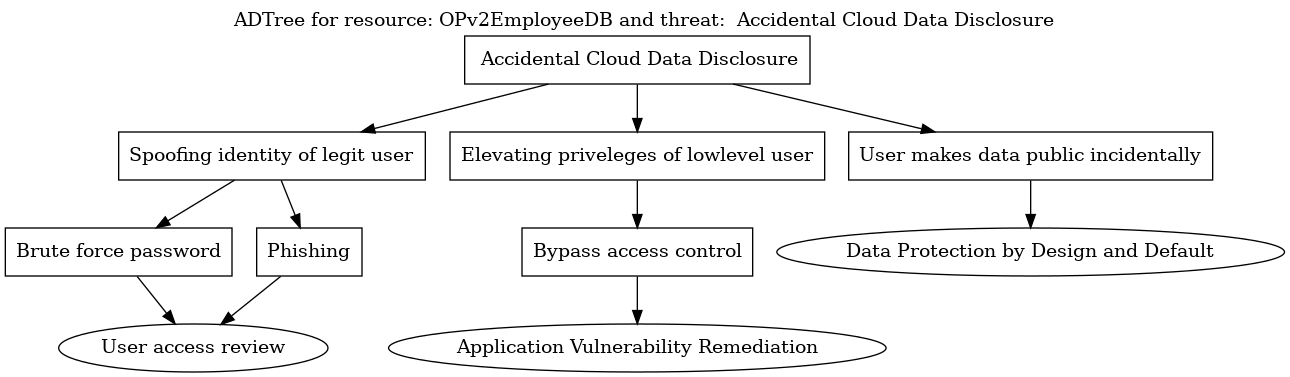 ADTree for resource: OPv2EmployeeDB and threat:  Accidental Cloud Data Disclosure
Accidental Cloud Data Disclosure
Spoofing identity of legit user
Elevating priveleges of lowlevel user
User makes data public incidentally
Brute force password
Phishing
Bypass access control
Data Protection by Design and Default
User access review
Application Vulnerability Remediation